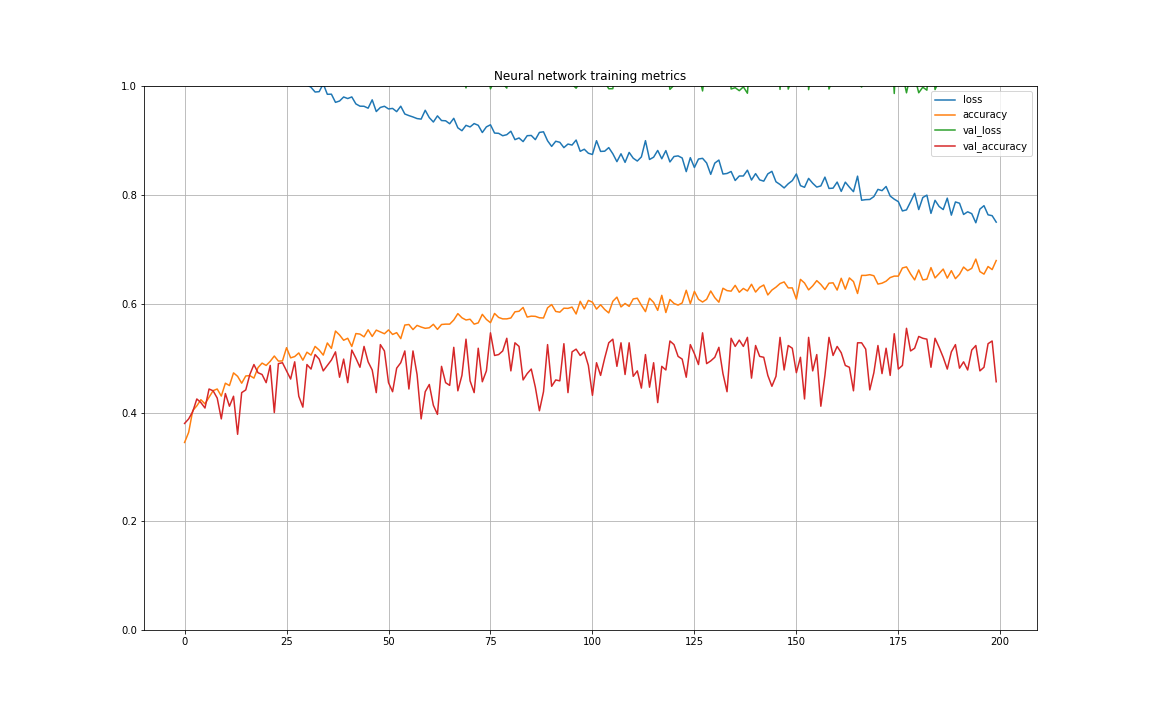 Neural network training metrics
1.0
0.8
0.6
0.4
0.2
0.0
loss
accuracy
val_loss
val_accuracy
0 25 50 75 100 125 150 175 200